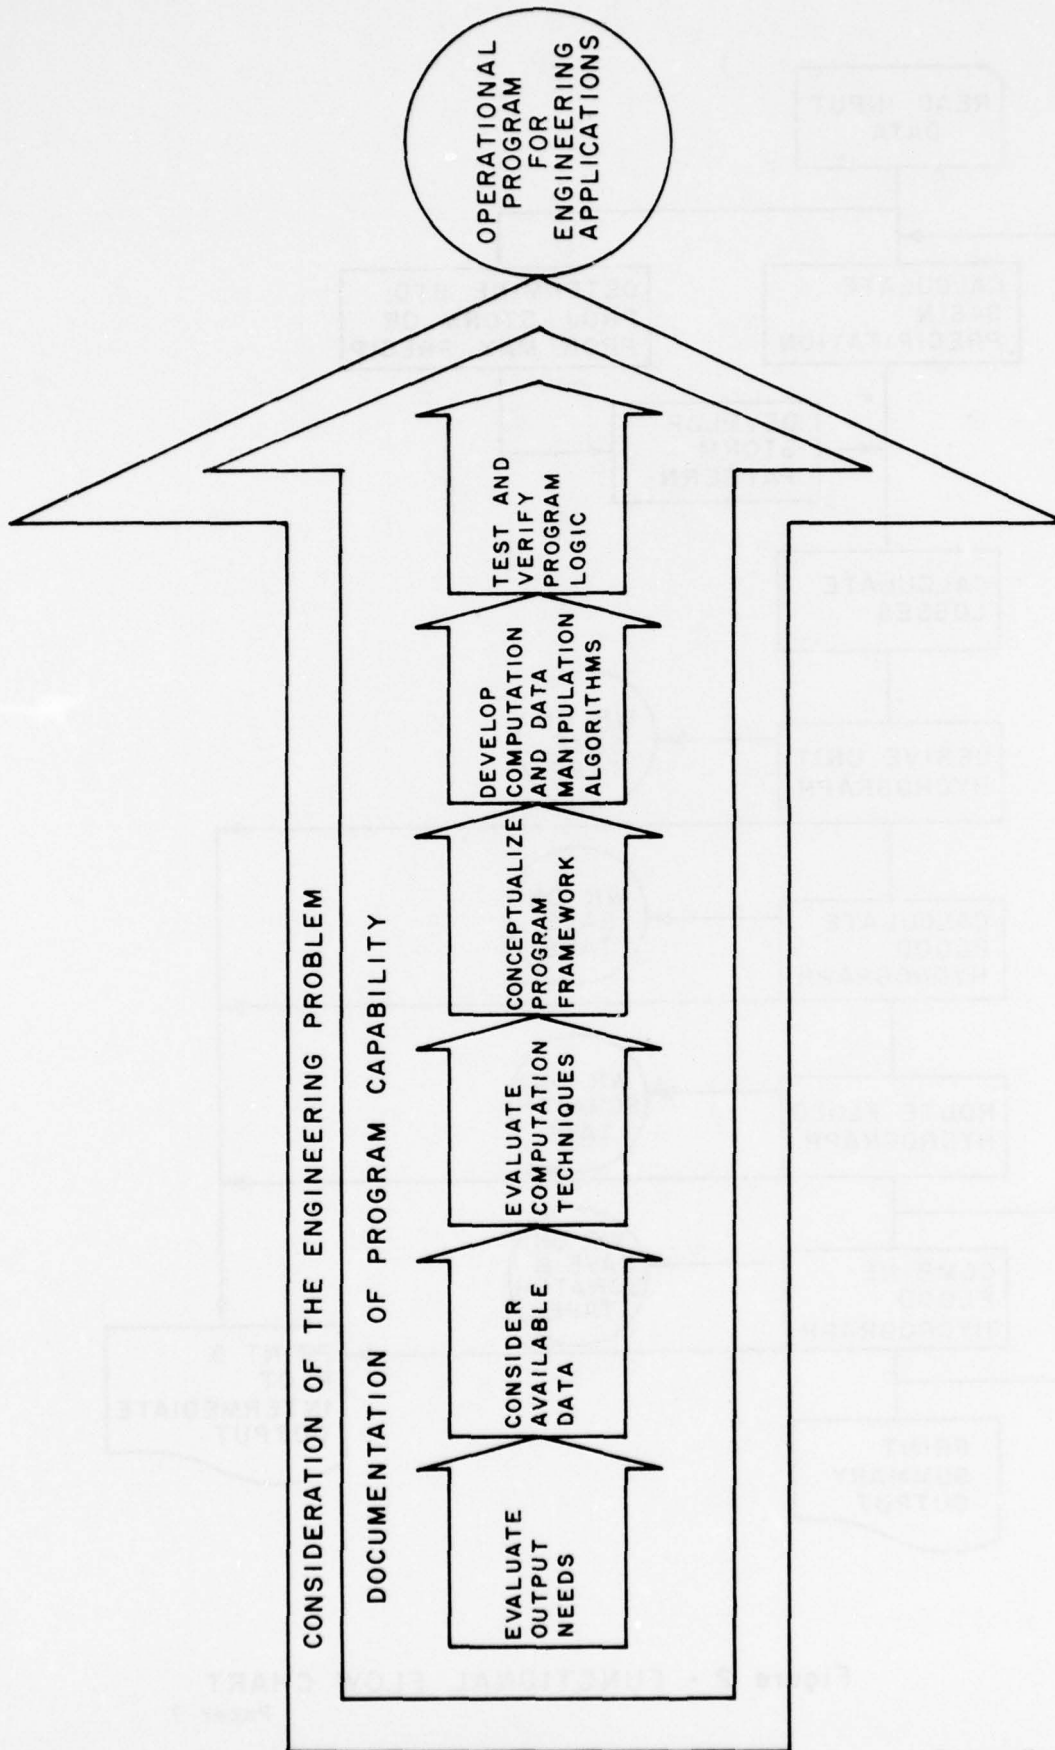 CONSIDERATION OF THE ENGINEERING PROBLEM
DOCUMENTATION OF PROGRAM CAPABILITY
EVALUATE
OUTPUT
NEEDS
CONSIDER
AVAILABLE
DATA
EVALUATE
COMPUTATION
TECHNIQUES
CONCEPTUALIZE
PROGRAM
FRAMEWORK
DEVELOP
COMPUTATION
AND DATA
MANIPULATION
ALGORITHMS
TEST AND
VERIFY
PROGRAM
LOGIC
OPERATIONAL
PROGRAM
FOR
ENGINEERING
APPLICATIONS